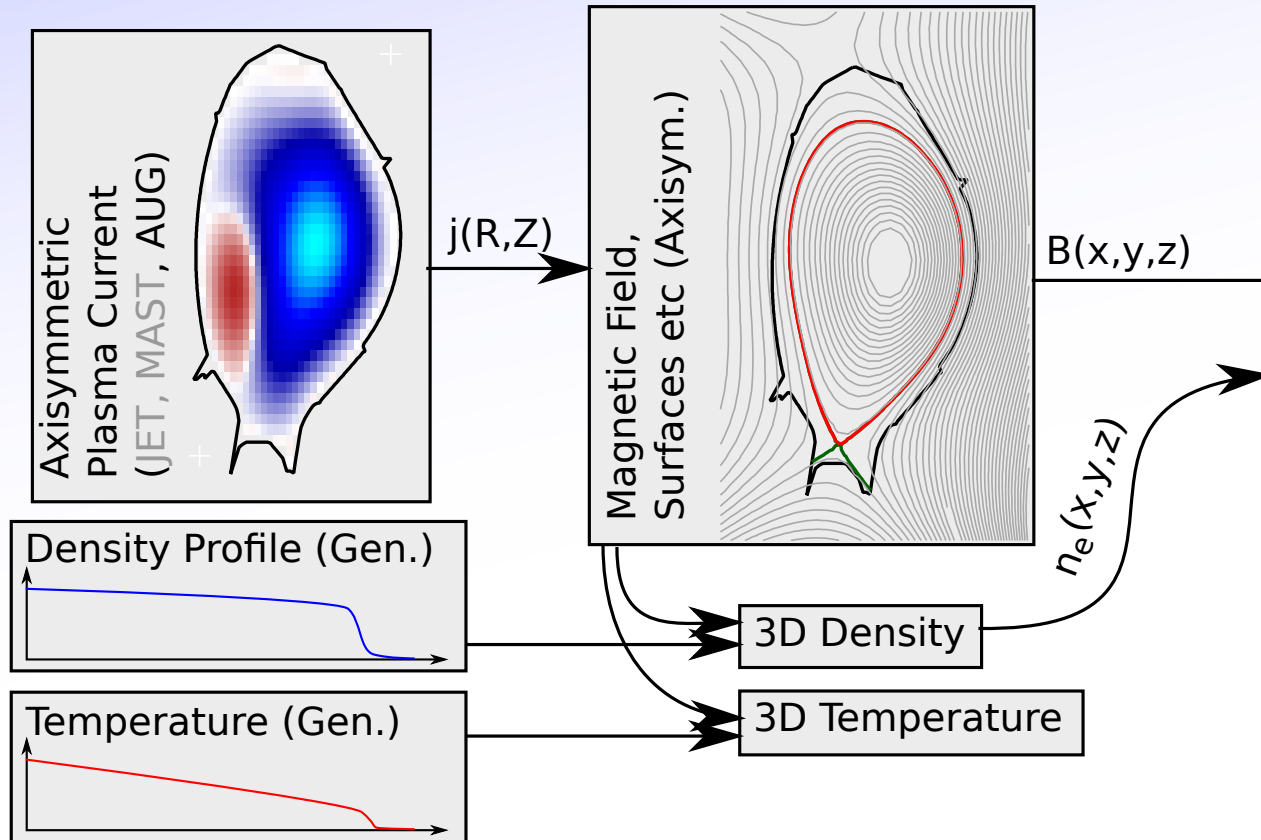 Axisymmetric
Plasma Current
(JET, MAST, AUG)
j(R,Z)
Magnetic Field,
Surfaces etc (Axisym.)
B(x,y,z)
nₑ(x,y,z)
Density Profile (Gen.)
3D Density
Temperature (Gen.)
3D Temperature